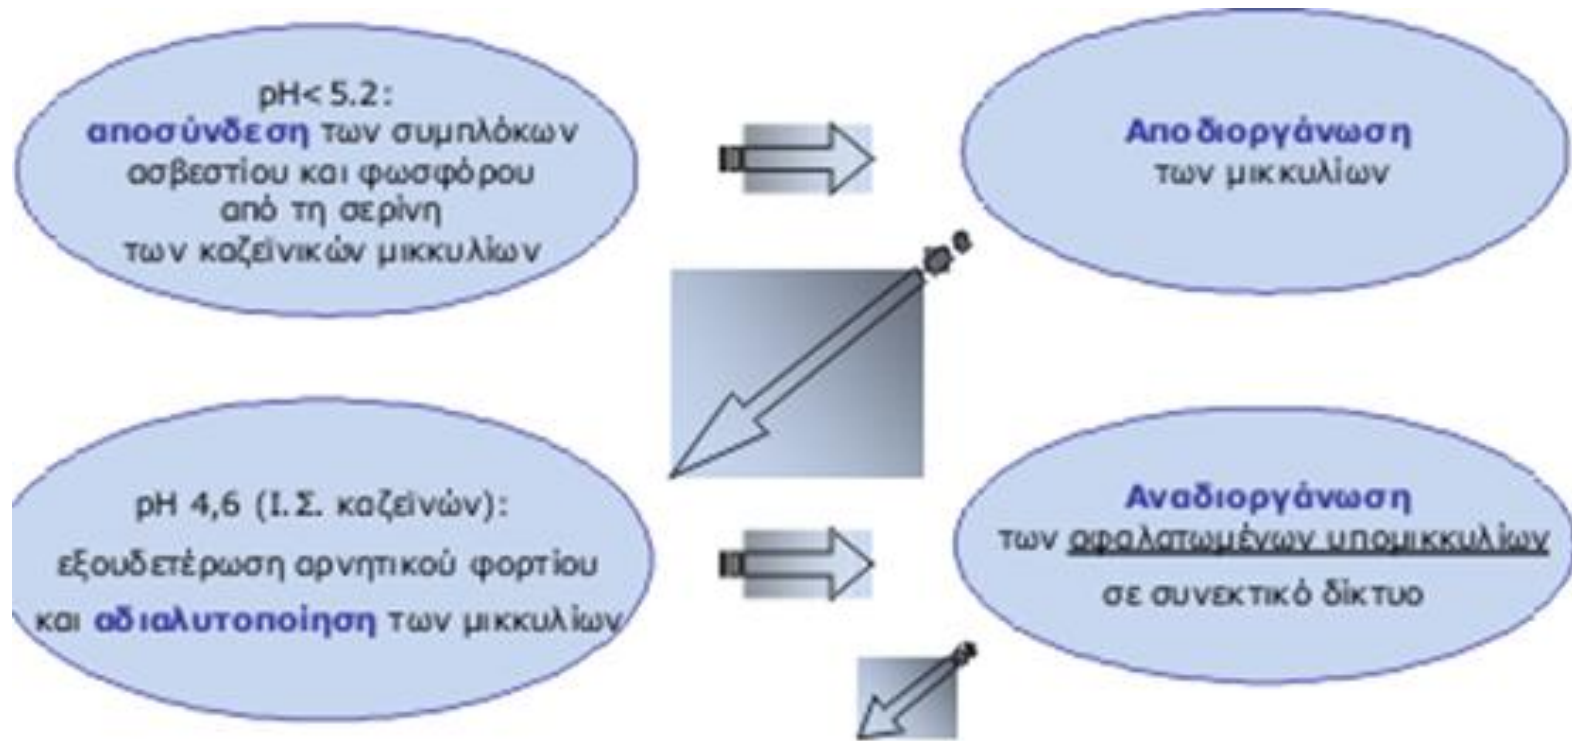 pH< 5.2:
αποσύνδεση των συμπλόκων
ασβεστίου και φωσφόρου
από τη σερίνη
των καζεϊνικών μικκυλίων
Αποδιοργάνωση
των μικκυλίων
pH 4,6 (Ι.Σ. καζεϊνών):
εξουδετέρωση αρνητικού φορτίου
και αδιαλυτοποίηση των μικκυλίων
Αναδιοργάνωση
των αφαλατωμένων υπομικκυλίων
σε συνεκτικό δίκτυο